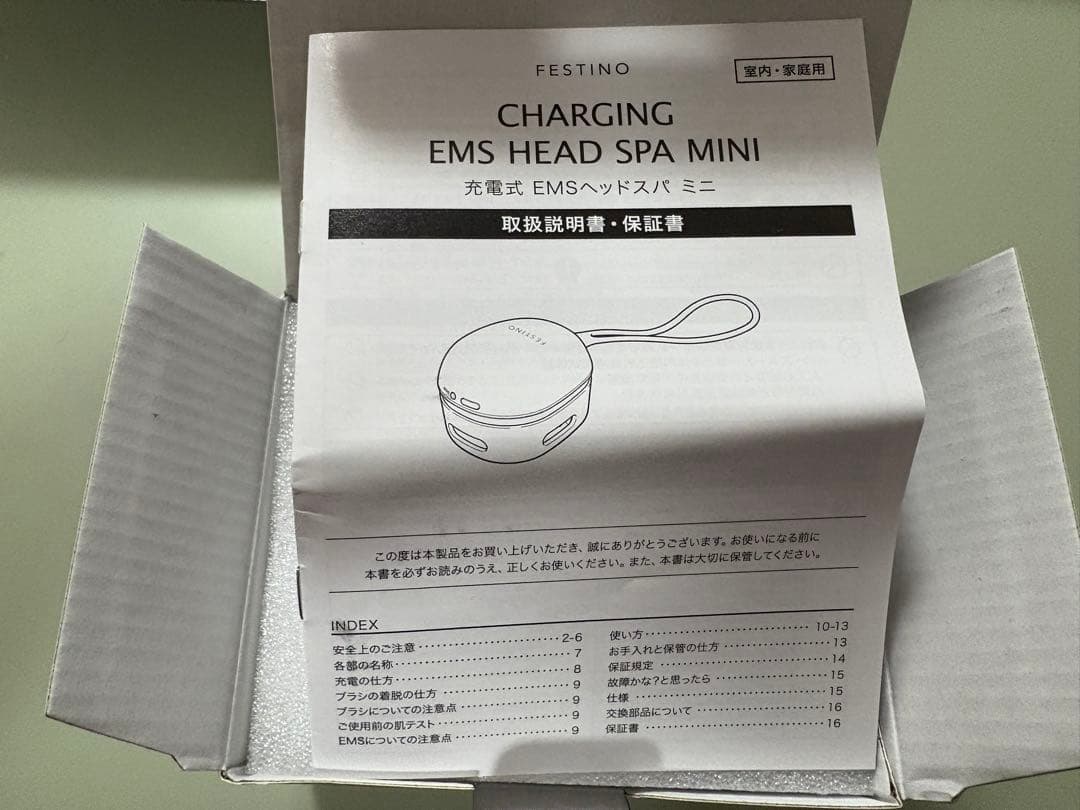 FESTINO
室内・家庭用
CHARGING
EMS HEAD SPA MINI
充電式 EMSヘッドスパ ミニ
取扱説明書・保証書
FESTINO
この度は本製品をお買い上げいただき、誠にありがとうございます。お使いになる前に
本書を必ずお読みのうえ、正しくお使いください。また、本書は大切に保管してください。
INDEX
安全上のご注意 2-6
各部の名称 7
充電の仕方 8
ブラシの着脱の仕方 9
ブラシについての注意点 9
ご使用前の肌テスト 9
EMSについての注意点 9
使い方 10-13
お手入れと保管の仕方 13
保証規定 14
故障かな?と思ったら 15
仕様 15
交換部品について 16
保証書 16